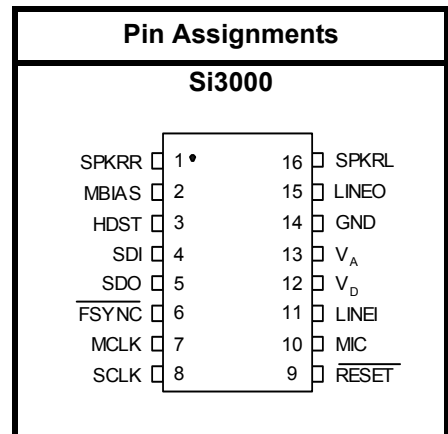 Pin Assignments
Si3000
SPKRR 1 16 SPKRL
MBIAS 2 15 LINEO
HDST 3 14 GND
SDI 4 13 VA
SDO 5 12 VD
FSYNC 6 11 LINEI
MCLK 7 10 MIC
SCLK 8 9 RESET